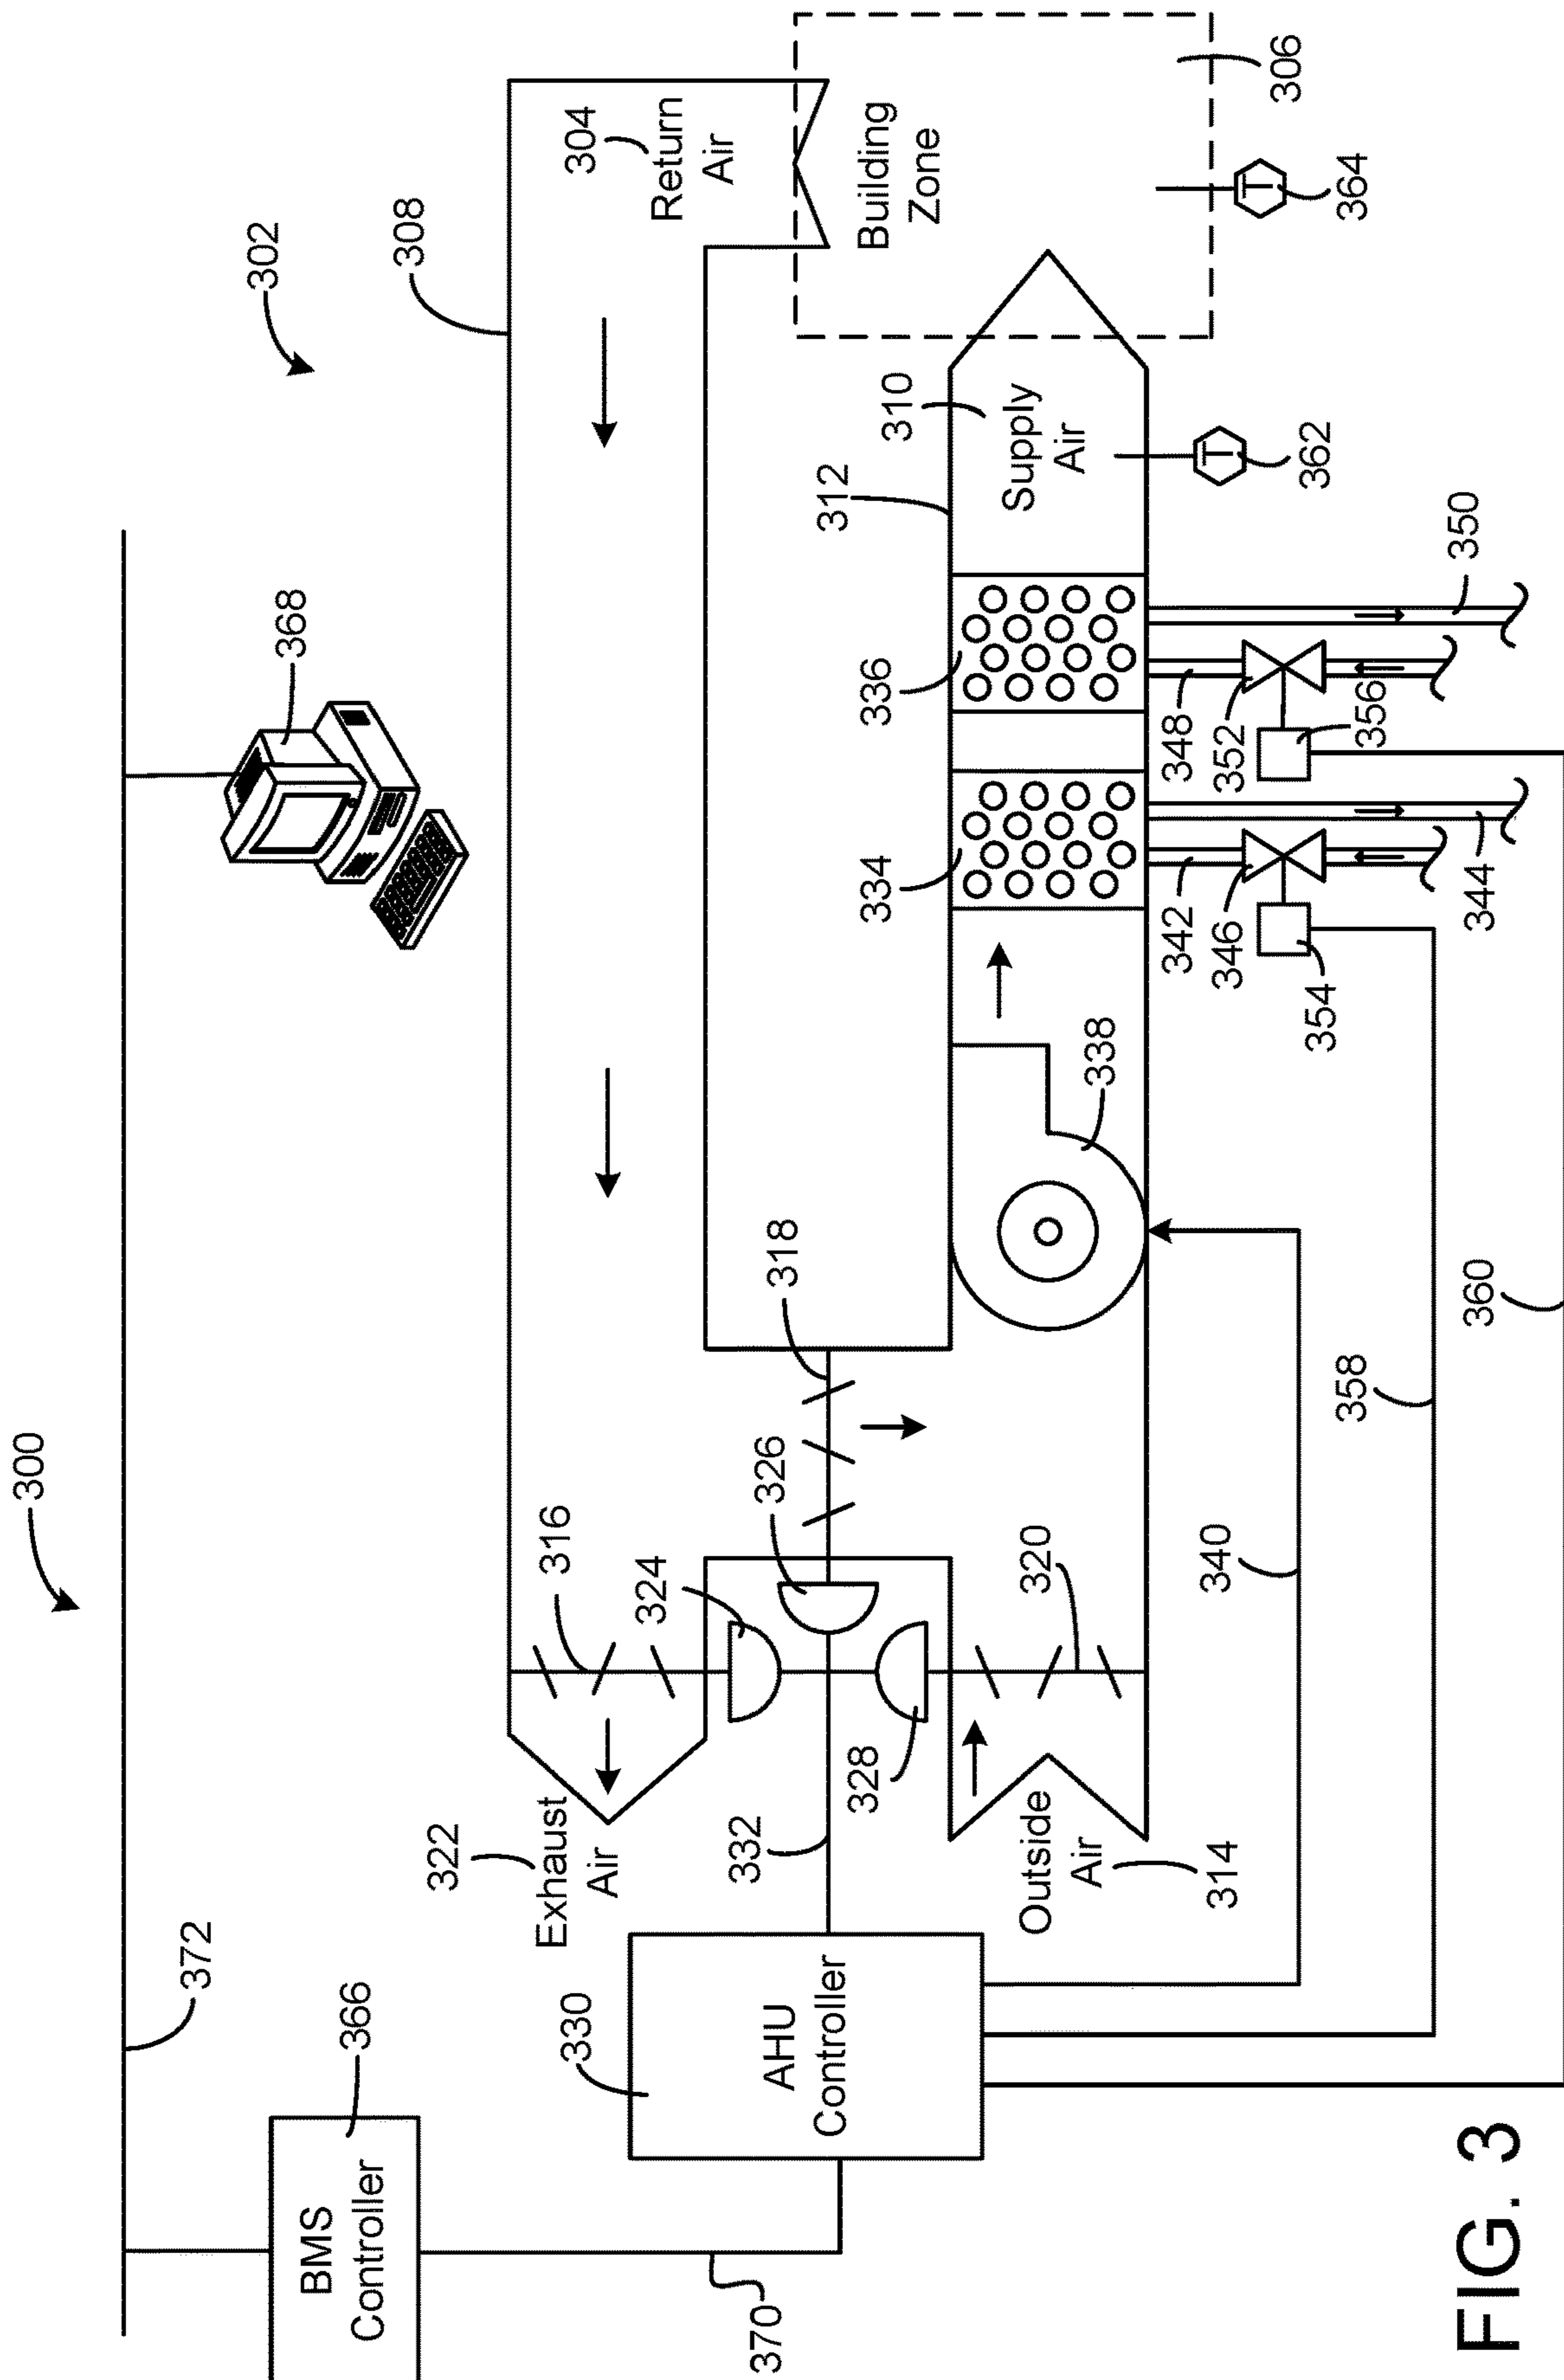 300
372
BMS
Controller
366
370
368
302
308
304
Return
Air
Building
Zone
306
364
322
Exhaust
Air
316
324
326
318
330
AHU
Controller
332
328
Outside
Air
314
320
338
340
334
336
312
310
Supply
Air
362
342
346
354
344
348
352
356
350
358
360
T
T
FIG. 3